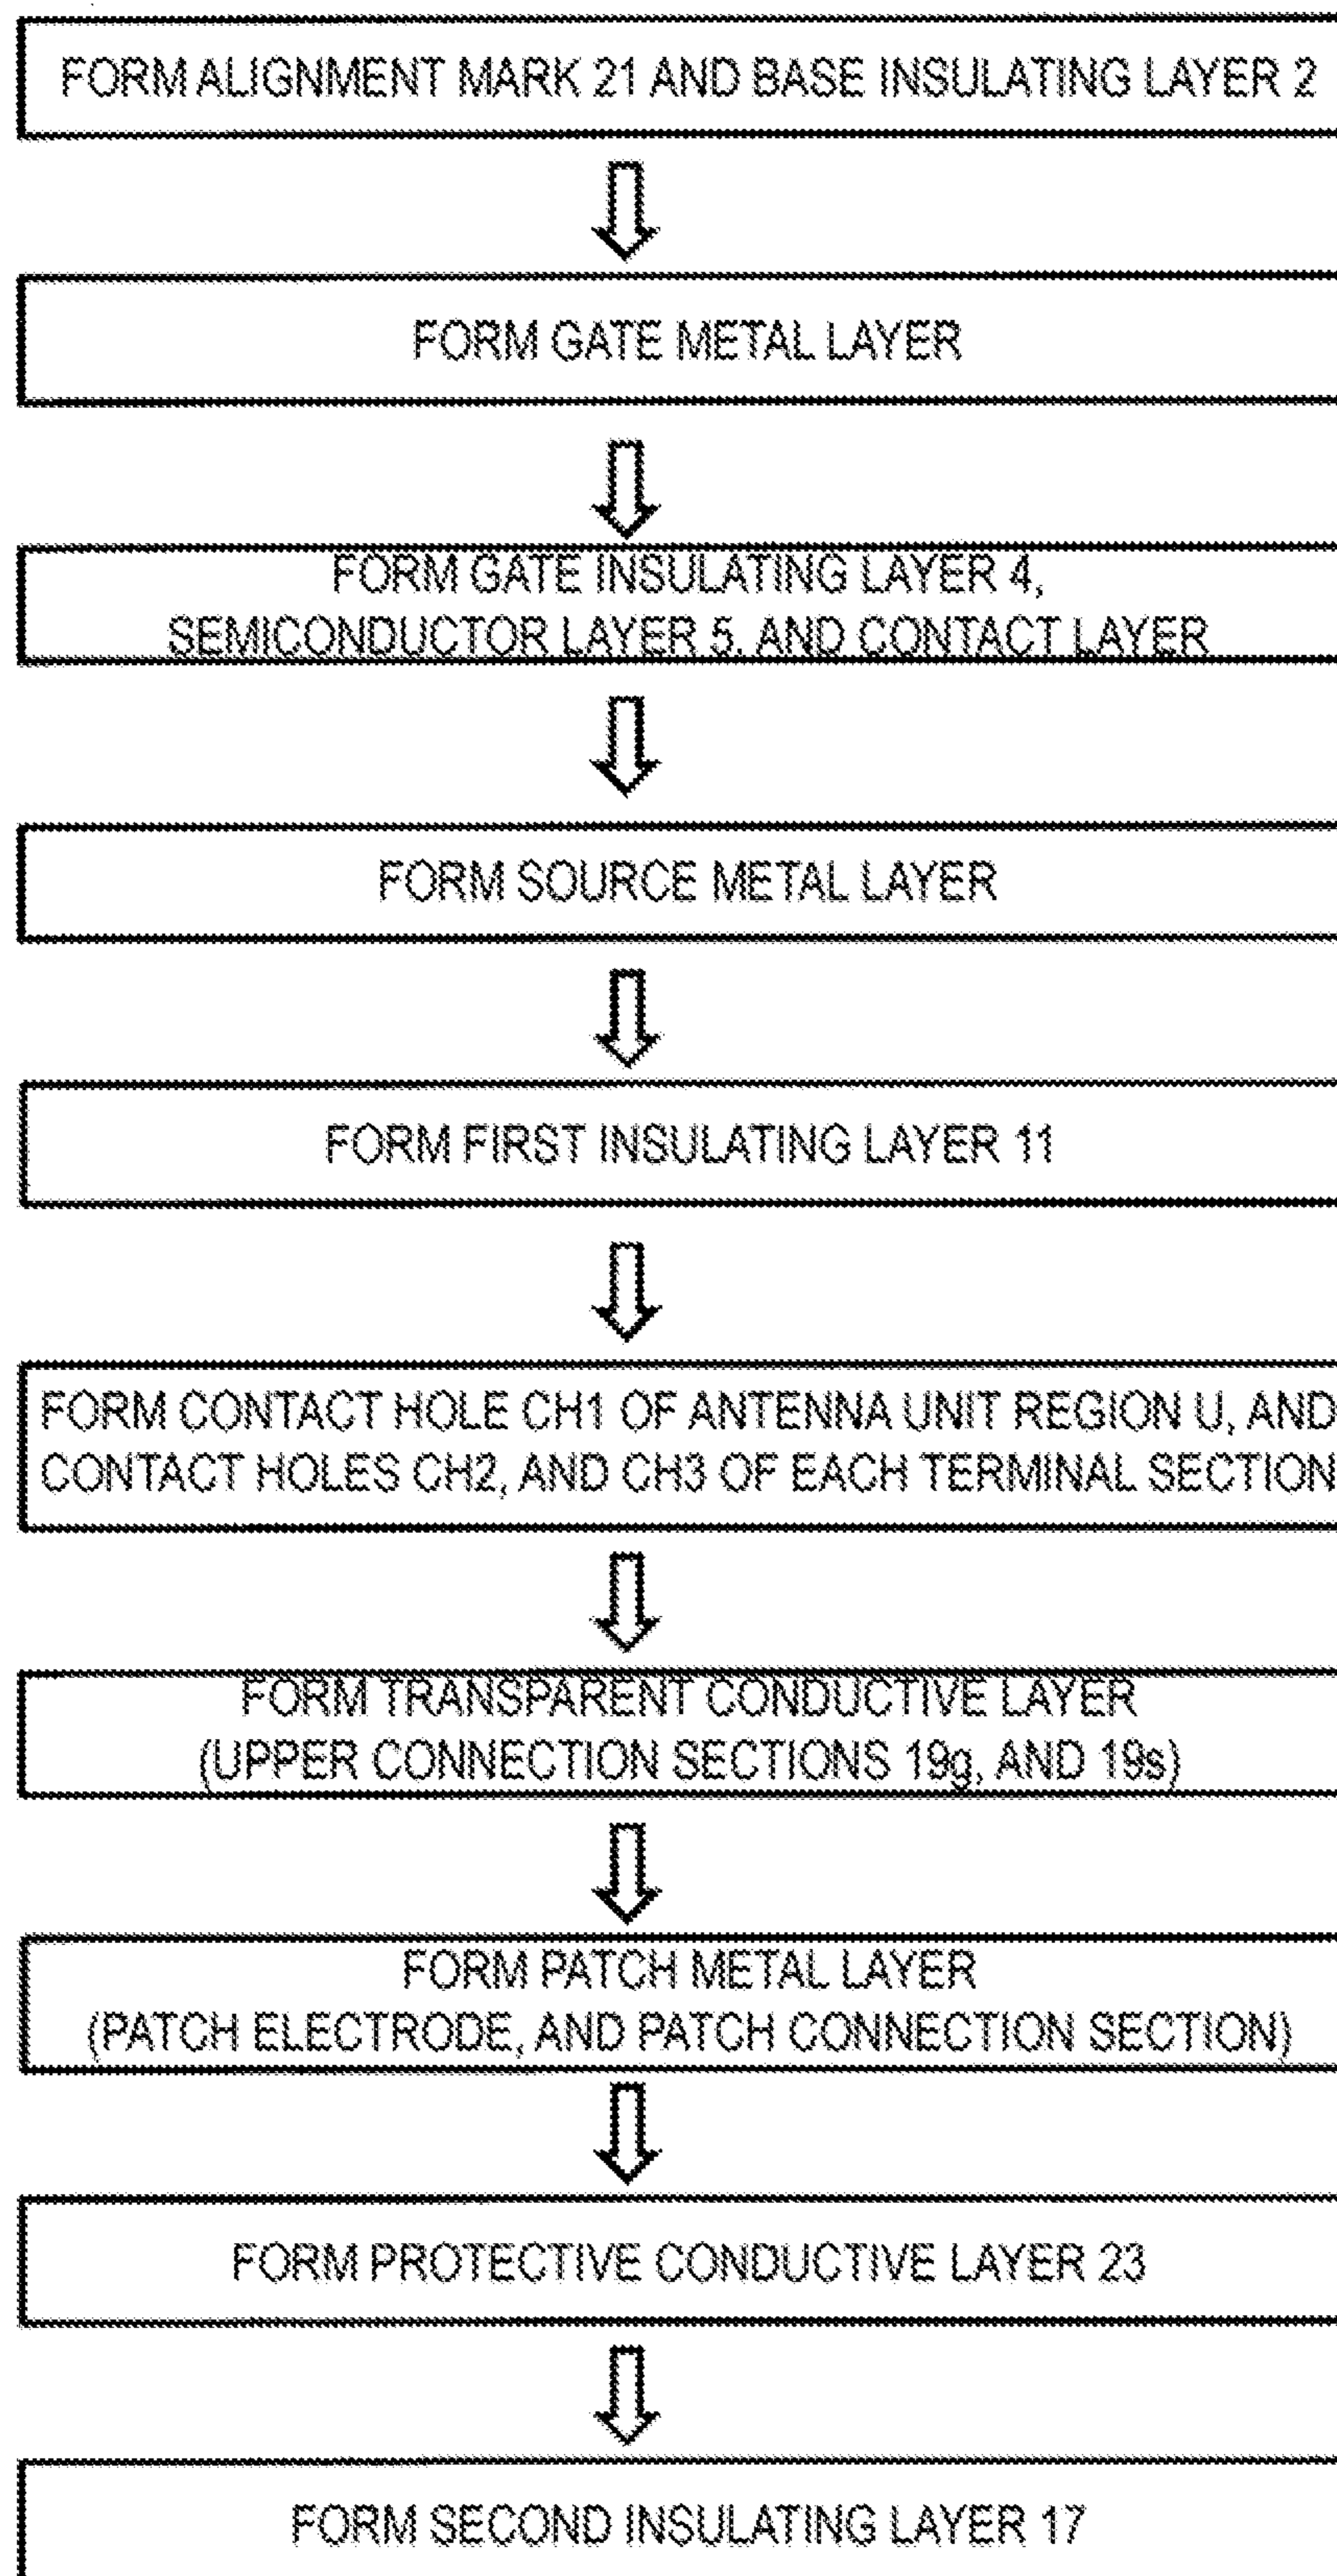 FORM ALIGNMENT MARK 21 AND BASE INSULATING LAYER 2
FORM GATE METAL LAYER
FORM GATE INSULATING LAYER 4,
SEMICONDUCTOR LAYER 5, AND CONTACT LAYER
FORM SOURCE METAL LAYER
FORM FIRST INSULATING LAYER 11
FORM CONTACT HOLE CH1 OF ANTENNA UNIT REGION U, AND
CONTACT HOLES CH2, AND CH3 OF EACH TERMINAL SECTION
FORM TRANSPARENT CONDUCTIVE LAYER
(UPPER CONNECTION SECTIONS 19g, AND 19s)
FORM PATCH METAL LAYER
(PATCH ELECTRODE, AND PATCH CONNECTION SECTION)
FORM PROTECTIVE CONDUCTIVE LAYER 23
FORM SECOND INSULATING LAYER 17